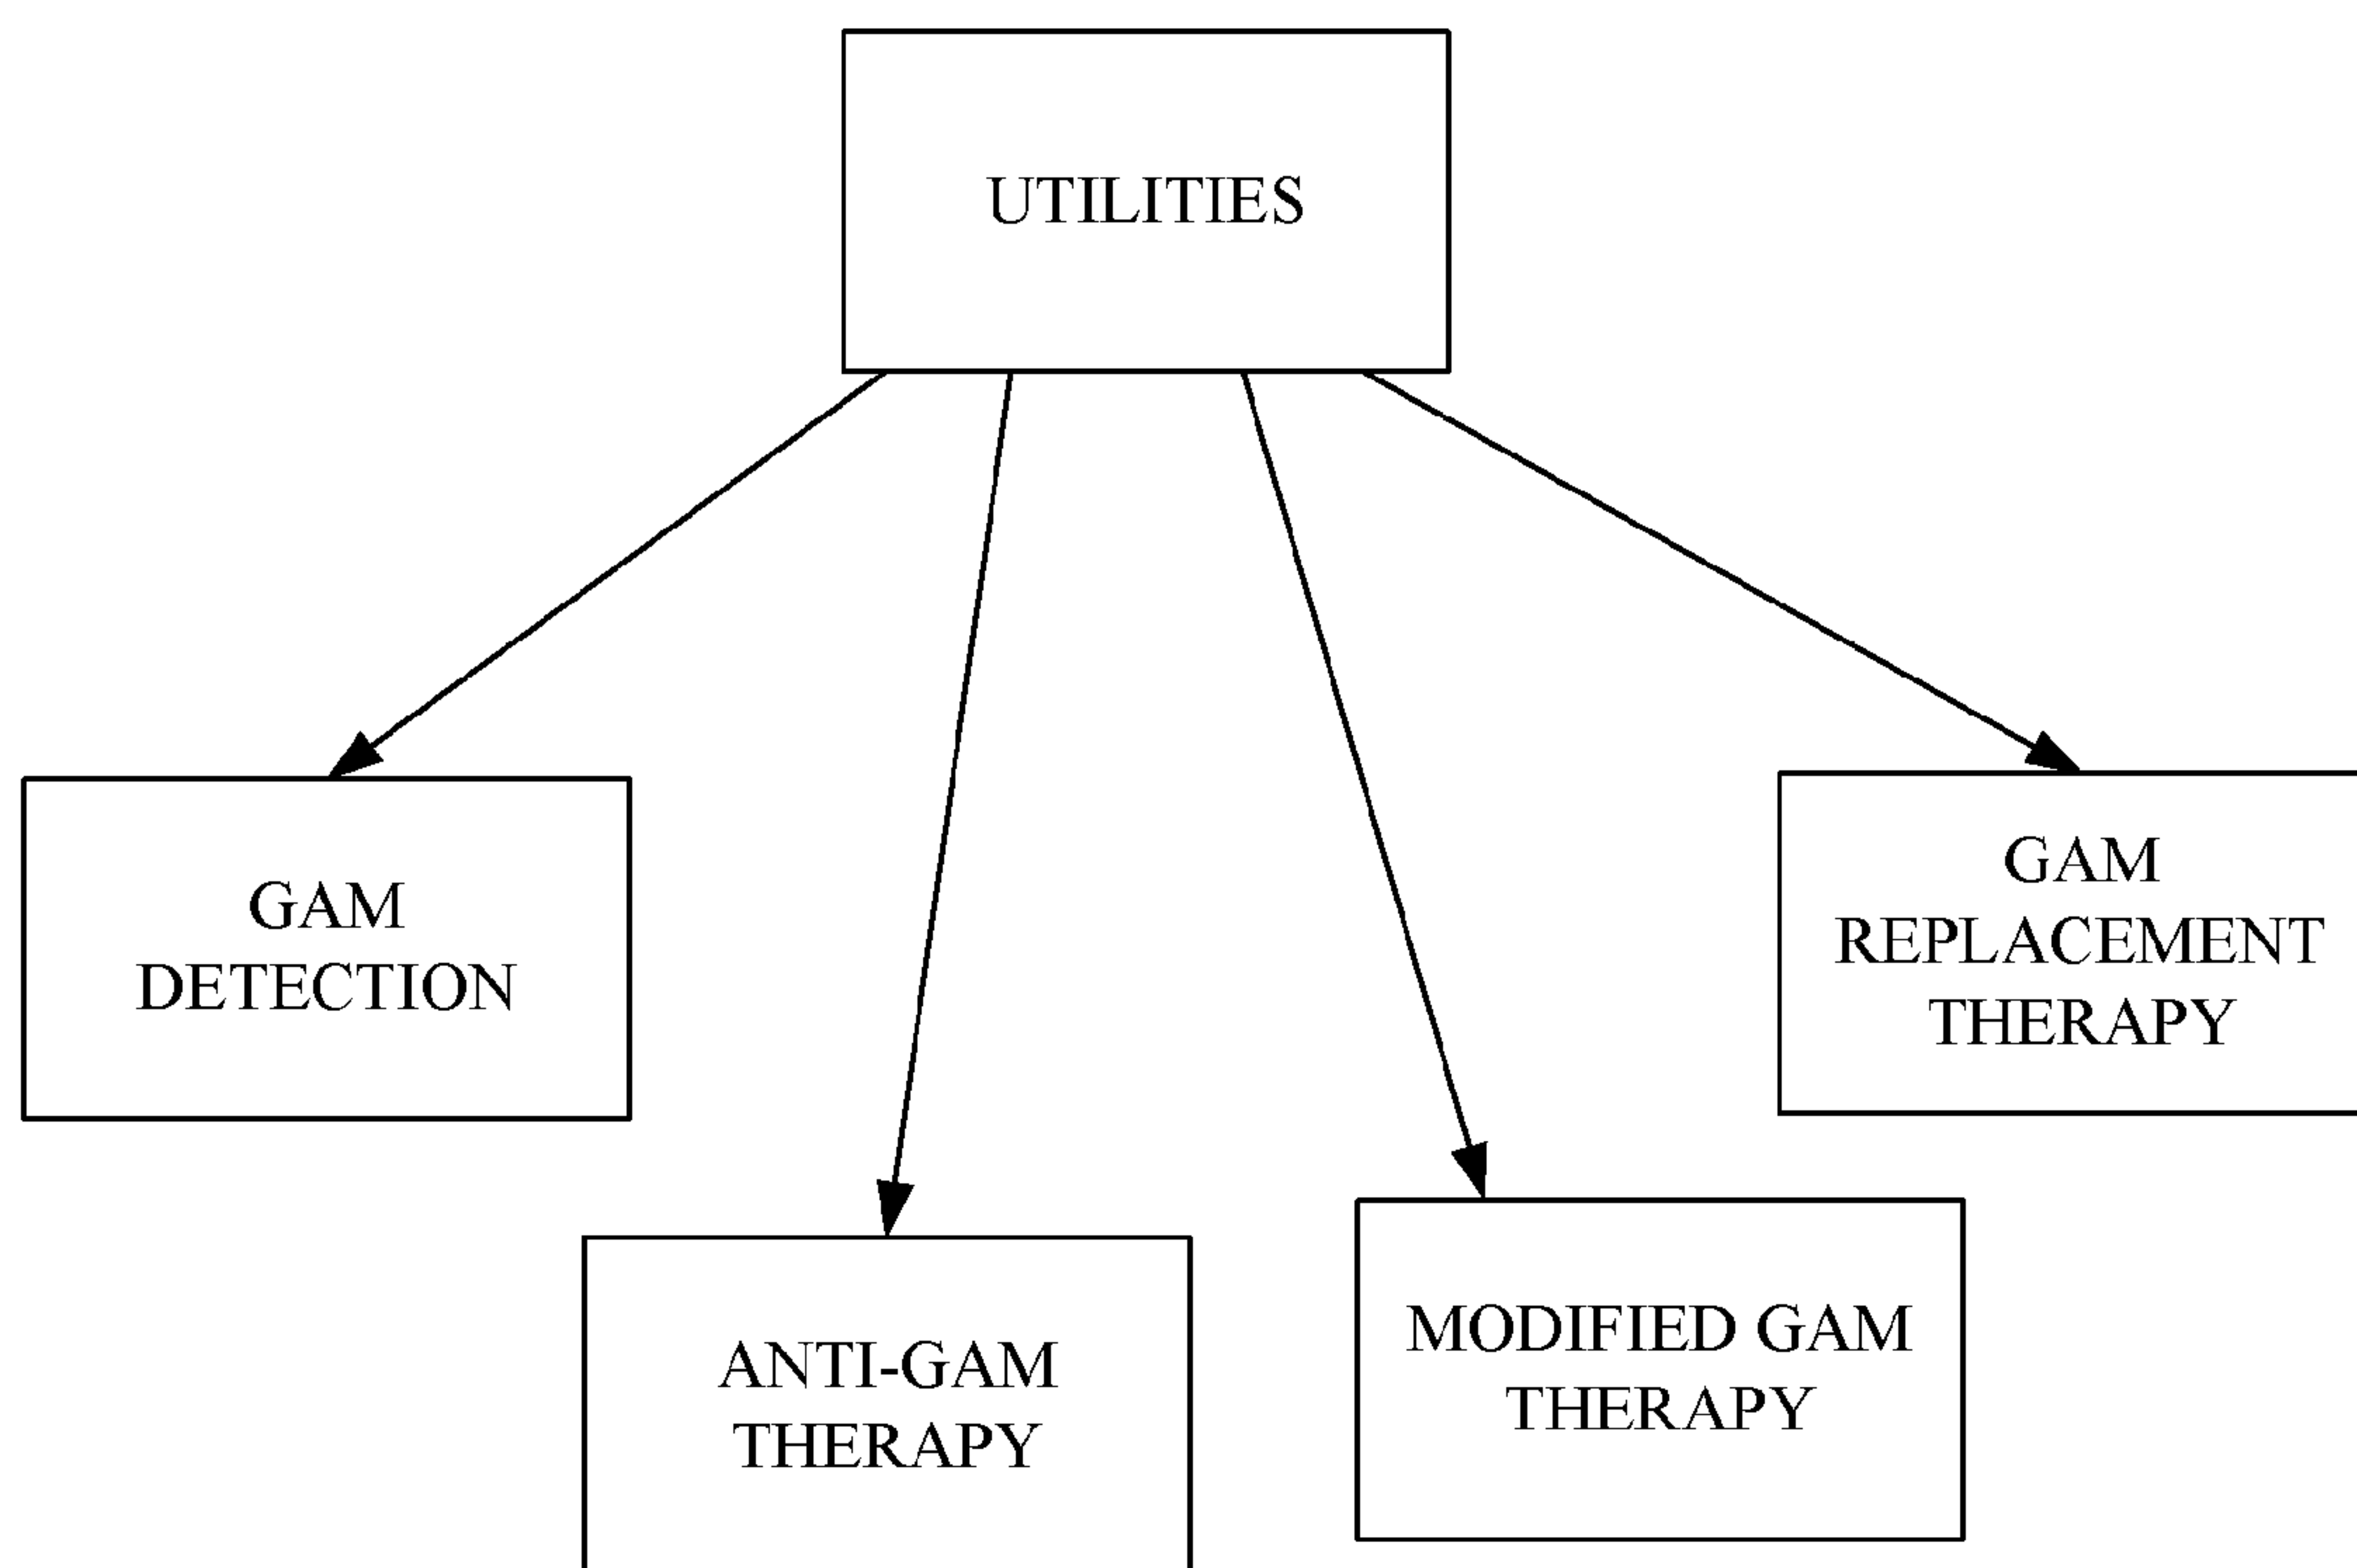 UTILITIES
GAM
DETECTION
GAM
REPLACEMENT
THERAPY
ANTI-GAM
THERAPY
MODIFIED GAM
THERAPY